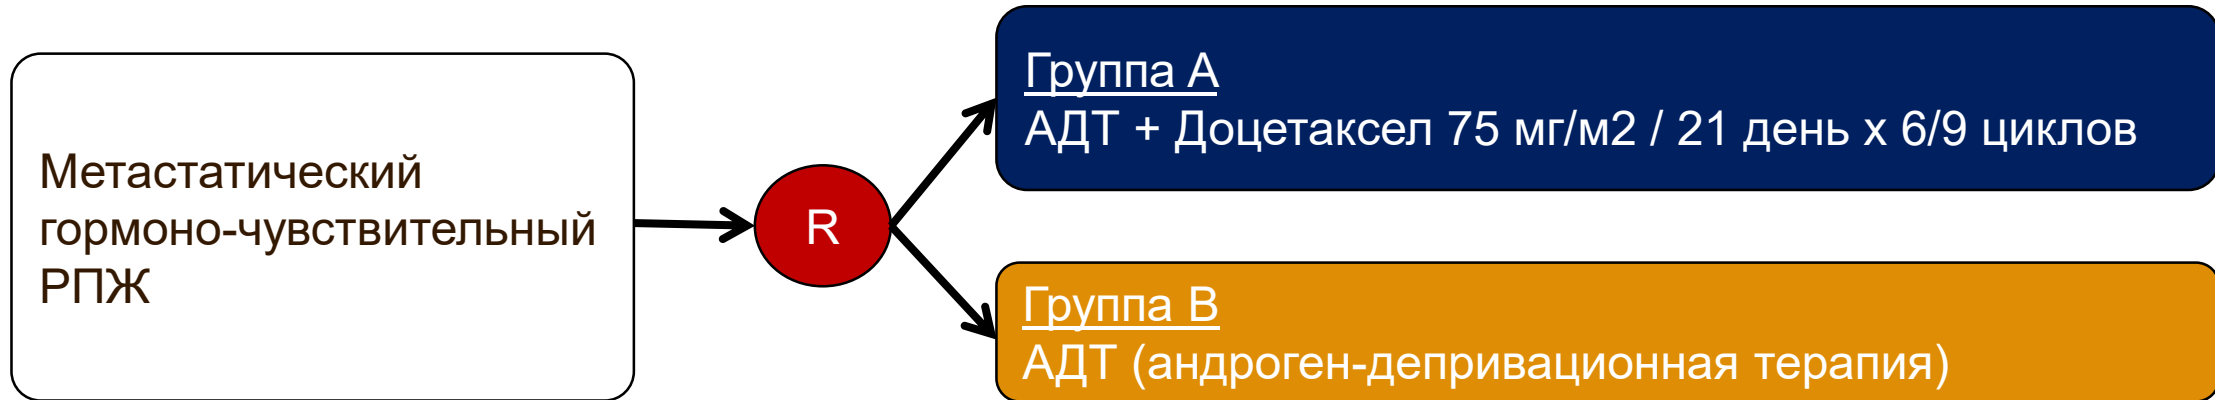 Метастатический
гормоно-чувствительный
РПЖ
R
Группа А
АДТ + Доцетаксел 75 мг/м2 / 21 день х 6/9 циклов
Группа В
АДТ (андроген-депривационная терапия)